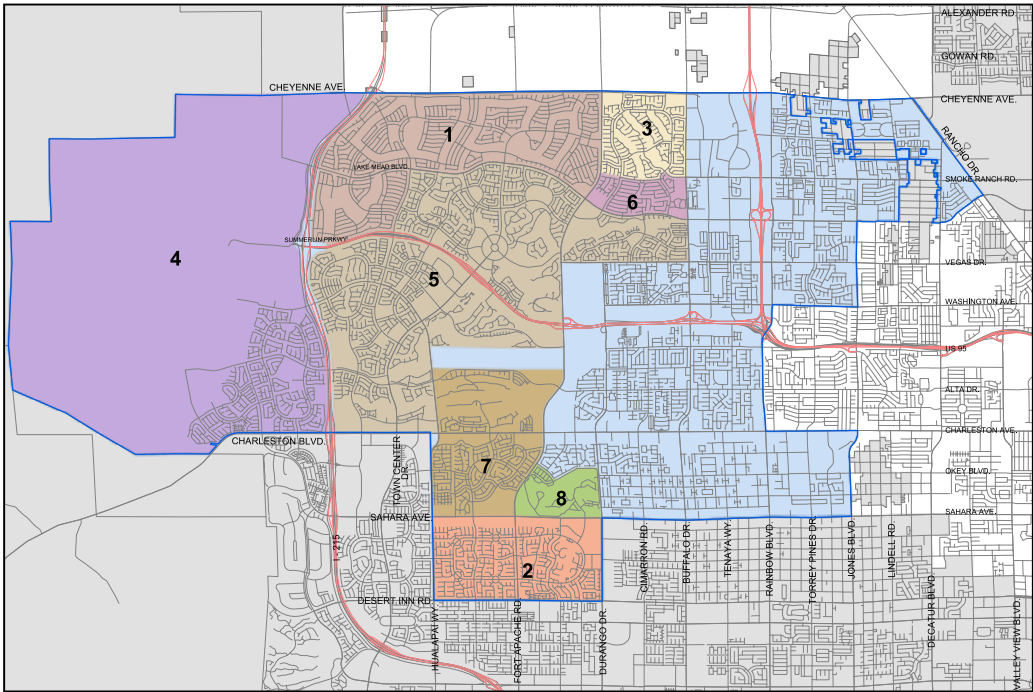 ALEXANDER RD.
GOWAN RD.
CHEYENNE AVE.
CHEYENNE AVE.
1
3
RANCHO DR.
LAKE MEAD BLVD.
SMOKE RANCH RD.
6
SUMMERLIN PRKWY
4
VEGAS DR.
5
WASHINGTON AVE.
US 95
ALTA DR.
CHARLESTON BLVD.
CHARLESTON AVE.
TOWN CENTER
DR.
7
OKEY BLVD.
8
SAHARA AVE.
SAHARA AVE.
I-215
2
CIMARRON RD.
BUFFALO DR.
TENAYA WY.
RAINBOW BLVD.
TORREY PINES DR.
JONES BLVD.
LINDELL RD.
DECATUR BLVD.
VALLEY VIEW BLVD.
DESERT INN RD.
HUALAPAI WY.
FORT APACHE RD.
DURANGO DR.